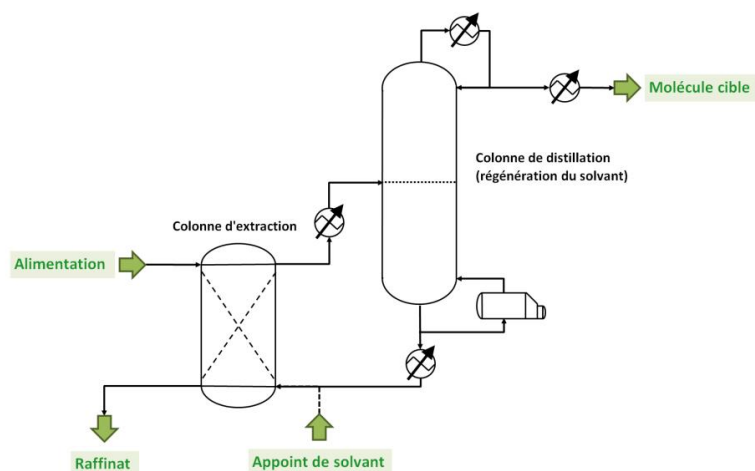 Molécule cible
Colonne de distillation
(régénération du solvant)
Colonne d'extraction
Alimentation
Raffinat
Appoint de solvant